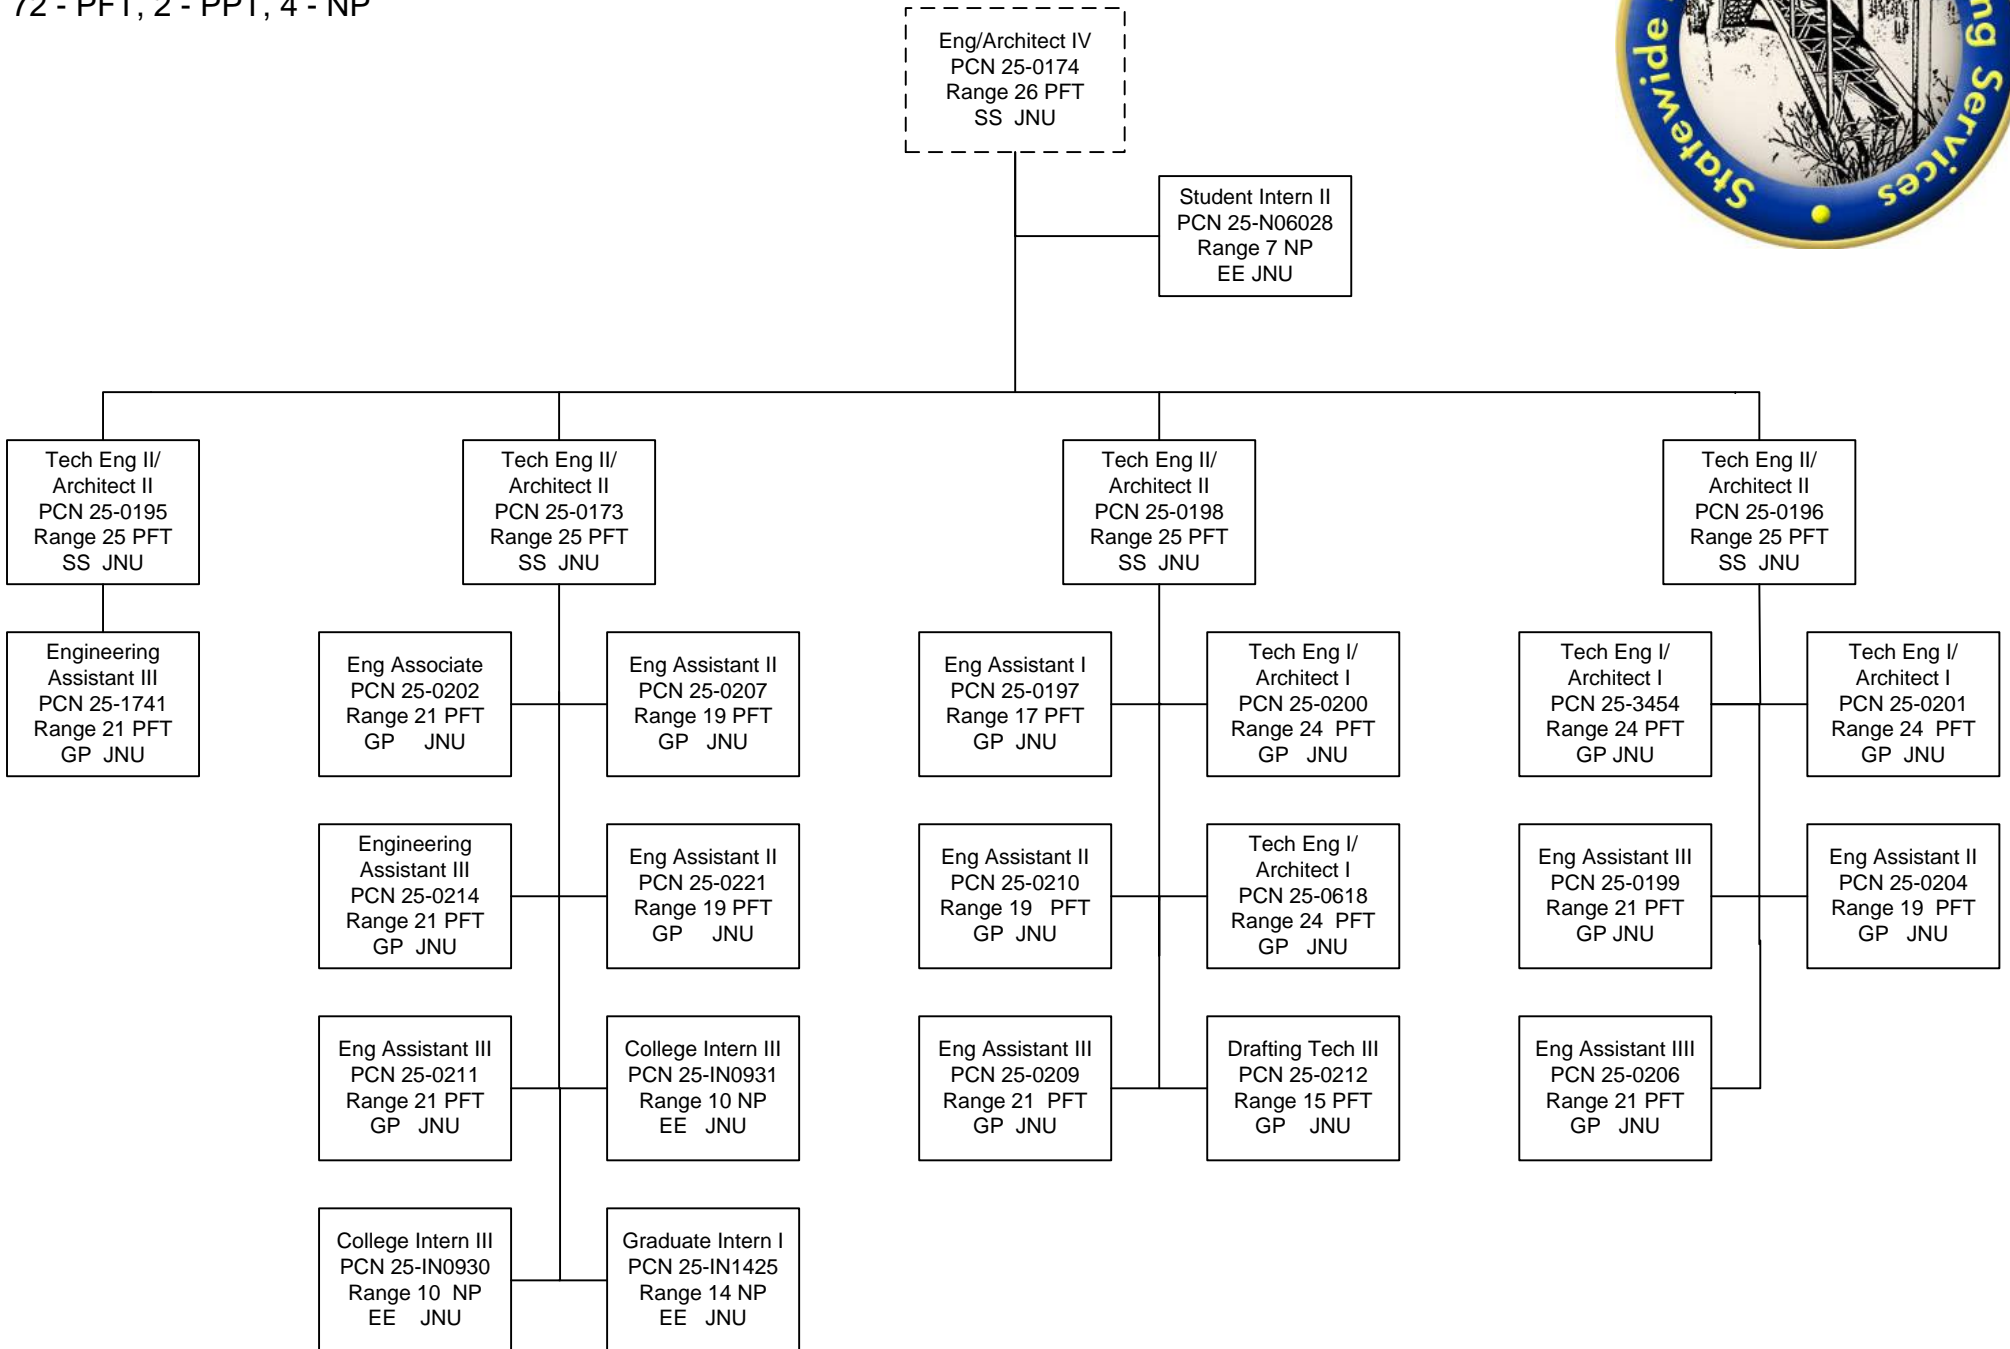 72 - PFT, 2 - PPT, 4 - NP
Eng/Architect IV
PCN 25-0174
Range 26 PFT
SS JNU
Statewide
ng Services
Student Intern II
PCN 25-N06028
Range 7 NP
EE JNU
Tech Eng II/
Architect II
PCN 25-0195
Range 25 PFT
SS JNU
Tech Eng II/
Architect II
PCN 25-0173
Range 25 PFT
SS JNU
Tech Eng II/
Architect II
PCN 25-0198
Range 25 PFT
SS JNU
Tech Eng II/
Architect II
PCN 25-0196
Range 25 PFT
SS JNU
Engineering
Assistant III
PCN 25-1741
Range 21 PFT
GP JNU
Eng Associate
PCN 25-0202
Range 21 PFT
GP JNU
Eng Assistant II
PCN 25-0207
Range 19 PFT
GP JNU
Eng Assistant I
PCN 25-0197
Range 17 PFT
GP JNU
Tech Eng I/
Architect I
PCN 25-0200
Range 24 PFT
GP JNU
Tech Eng I/
Architect I
PCN 25-3454
Range 24 PFT
GP JNU
Tech Eng I/
Architect I
PCN 25-0201
Range 24 PFT
GP JNU
Engineering
Assistant III
PCN 25-0214
Range 21 PFT
GP JNU
Eng Assistant II
PCN 25-0221
Range 19 PFT
GP JNU
Eng Assistant II
PCN 25-0210
Range 19 PFT
GP JNU
Tech Eng I/
Architect I
PCN 25-0618
Range 24 PFT
GP JNU
Eng Assistant III
PCN 25-0199
Range 21 PFT
GP JNU
Eng Assistant II
PCN 25-0204
Range 19 PFT
GP JNU
Eng Assistant III
PCN 25-0211
Range 21 PFT
GP JNU
College Intern III
PCN 25-IN0931
Range 10 NP
EE JNU
Eng Assistant III
PCN 25-0209
Range 21 PFT
GP JNU
Drafting Tech III
PCN 25-0212
Range 15 PFT
GP JNU
Eng Assistant IIII
PCN 25-0206
Range 21 PFT
GP JNU
College Intern III
PCN 25-IN0930
Range 10 NP
EE JNU
Graduate Intern I
PCN 25-IN1425
Range 14 NP
EE JNU